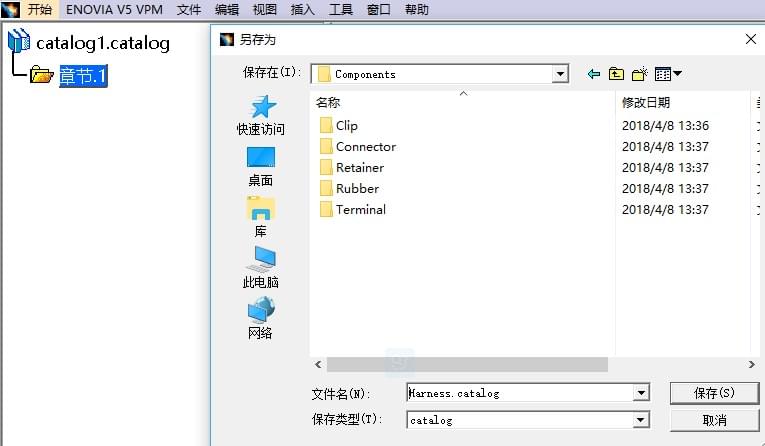 开始 ENOVIA V5 VPM 文件 编辑 视图 插入 工具 窗口 帮助
catalog1.catalog
章节.1
另存为
保存在(I): Components
名称 修改日期
Clip 2018/4/8 13:36
Connector 2018/4/8 13:37
Retainer 2018/4/8 13:37
Rubber 2018/4/8 13:37
Terminal 2018/4/8 13:37
快速访问
桌面
库
此电脑
网络
文件名(N): Harness.catalog 保存(S)
保存类型(T): catalog 取消